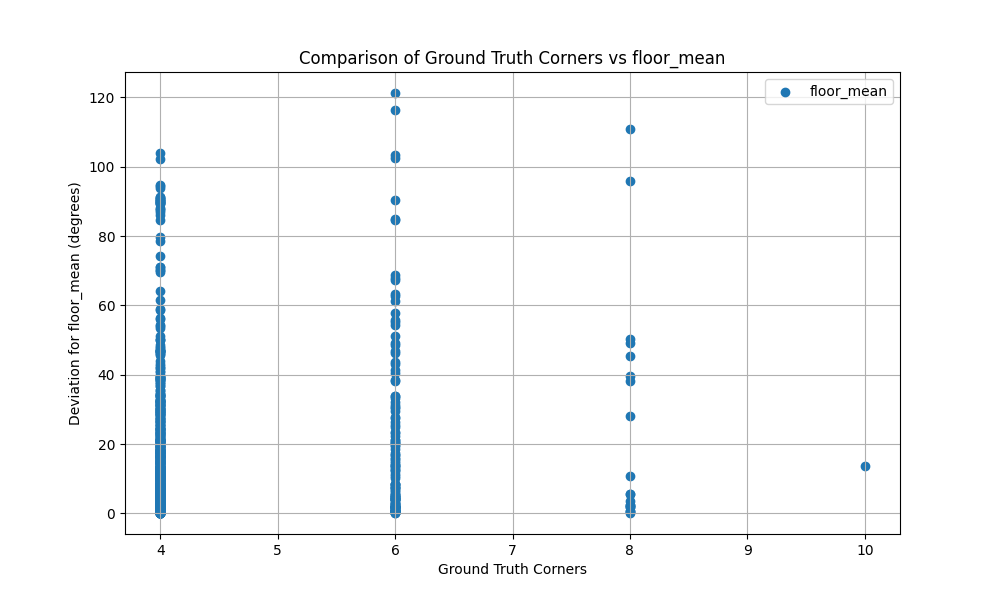 Comparison of Ground Truth Corners vs floor_mean
floor_mean
Deviation for floor_mean (degrees)
120
100
80
60
40
20
0
4 5 6 7 8 9 10
Ground Truth Corners